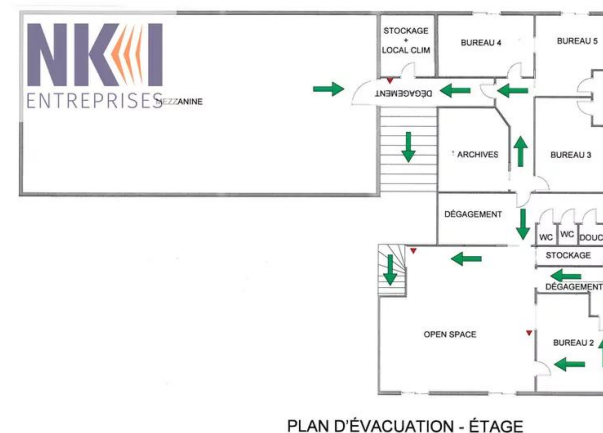 NKI
ENTREPRISES
MEZZANINE
STOCKAGE
+
LOCAL CLIM
BUREAU 4
BUREAU 5
DÉGAGEMENT
ARCHIVES
BUREAU 3
DÉGAGEMENT
WC
WC
DOUC
STOCKAGE
DÉGAGEMENT
OPEN SPACE
BUREAU 2
PLAN D'ÉVACUATION - ÉTAGE